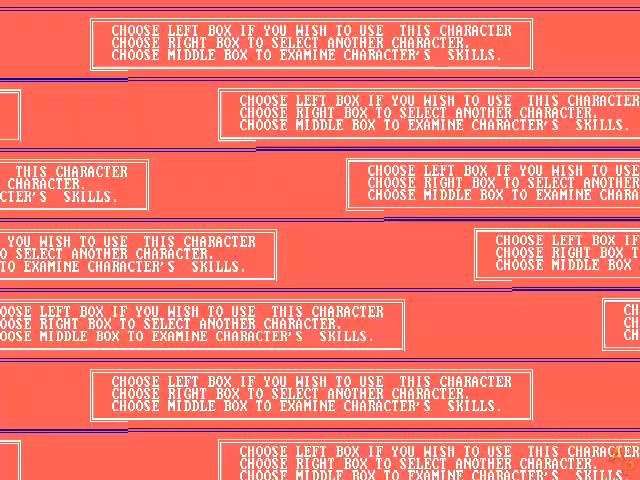 CHOOSE LEFT BOX IF YOU WISH TO USE  THIS CHARACTER
CHOOSE RIGHT BOX TO SELECT ANOTHER CHARACTER.
CHOOSE MIDDLE BOX TO EXAMINE CHARACTER'S  SKILLS.
CHOOSE LEFT BOX IF YOU WISH TO USE  THIS CHARACTER
CHOOSE RIGHT BOX TO SELECT ANOTHER CHARACTER.
CHOOSE MIDDLE BOX TO EXAMINE CHARACTER'S  SKILLS.
THIS CHARACTER
CHARACTER.
CTER'S  SKILLS.
CHOOSE LEFT BOX IF YOU WISH TO USE
CHOOSE RIGHT BOX TO SELECT ANOTHER
CHOOSE MIDDLE BOX TO EXAMINE CHARA
YOU WISH TO USE  THIS CHARACTER
O SELECT ANOTHER CHARACTER.
TO EXAMINE CHARACTER'S  SKILLS.
CHOOSE LEFT BOX IF
CHOOSE RIGHT BOX T
CHOOSE MIDDLE BOX
OOSE LEFT BOX IF YOU WISH TO USE  THIS CHARACTER
OOSE RIGHT BOX TO SELECT ANOTHER CHARACTER.
OOSE MIDDLE BOX TO EXAMINE CHARACTER'S  SKILLS.
CH
CH
CH
CHOOSE LEFT BOX IF YOU WISH TO USE  THIS CHARACTER
CHOOSE RIGHT BOX TO SELECT ANOTHER CHARACTER.
CHOOSE MIDDLE BOX TO EXAMINE CHARACTER'S  SKILLS.
CHOOSE LEFT BOX IF YOU WISH TO USE  THIS CHARACTER
CHOOSE RIGHT BOX TO SELECT ANOTHER CHARACTER.
CHOOSE MIDDLE BOX TO EXAMINE CHARACTER'S  SKILLS.